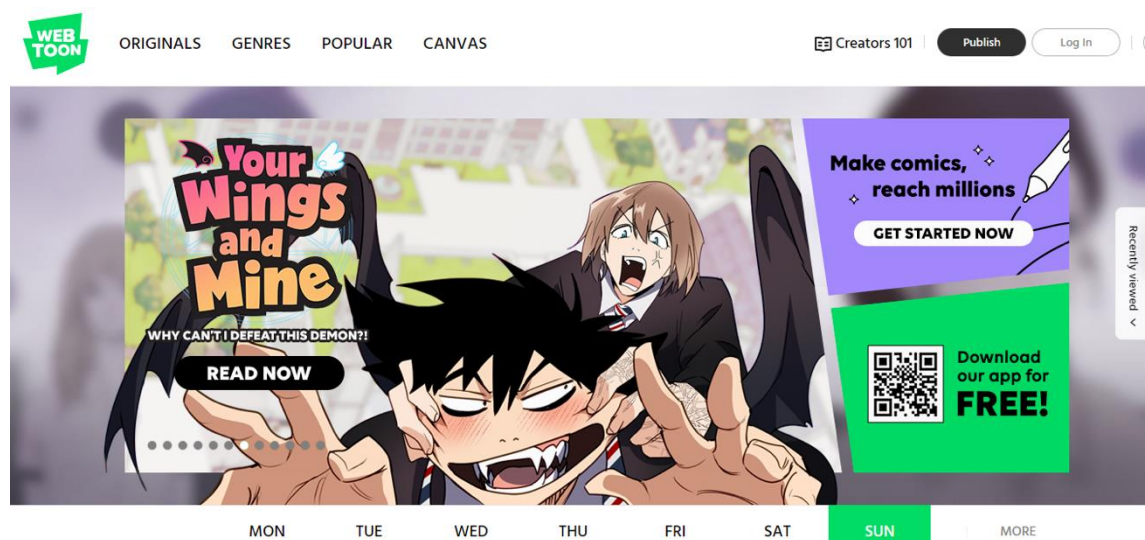 WEB
TOON
ORIGINALS GENRES POPULAR CANVAS
Creators 101
Publish
Log In
Your
Wings
and
Mine
WHY CAN'T I DEFEAT THIS DEMON?!
READ NOW
Make comics,
reach millions
GET STARTED NOW
Download
our app for
FREE!
Recently viewed
MON TUE WED THU FRI SAT SUN MORE